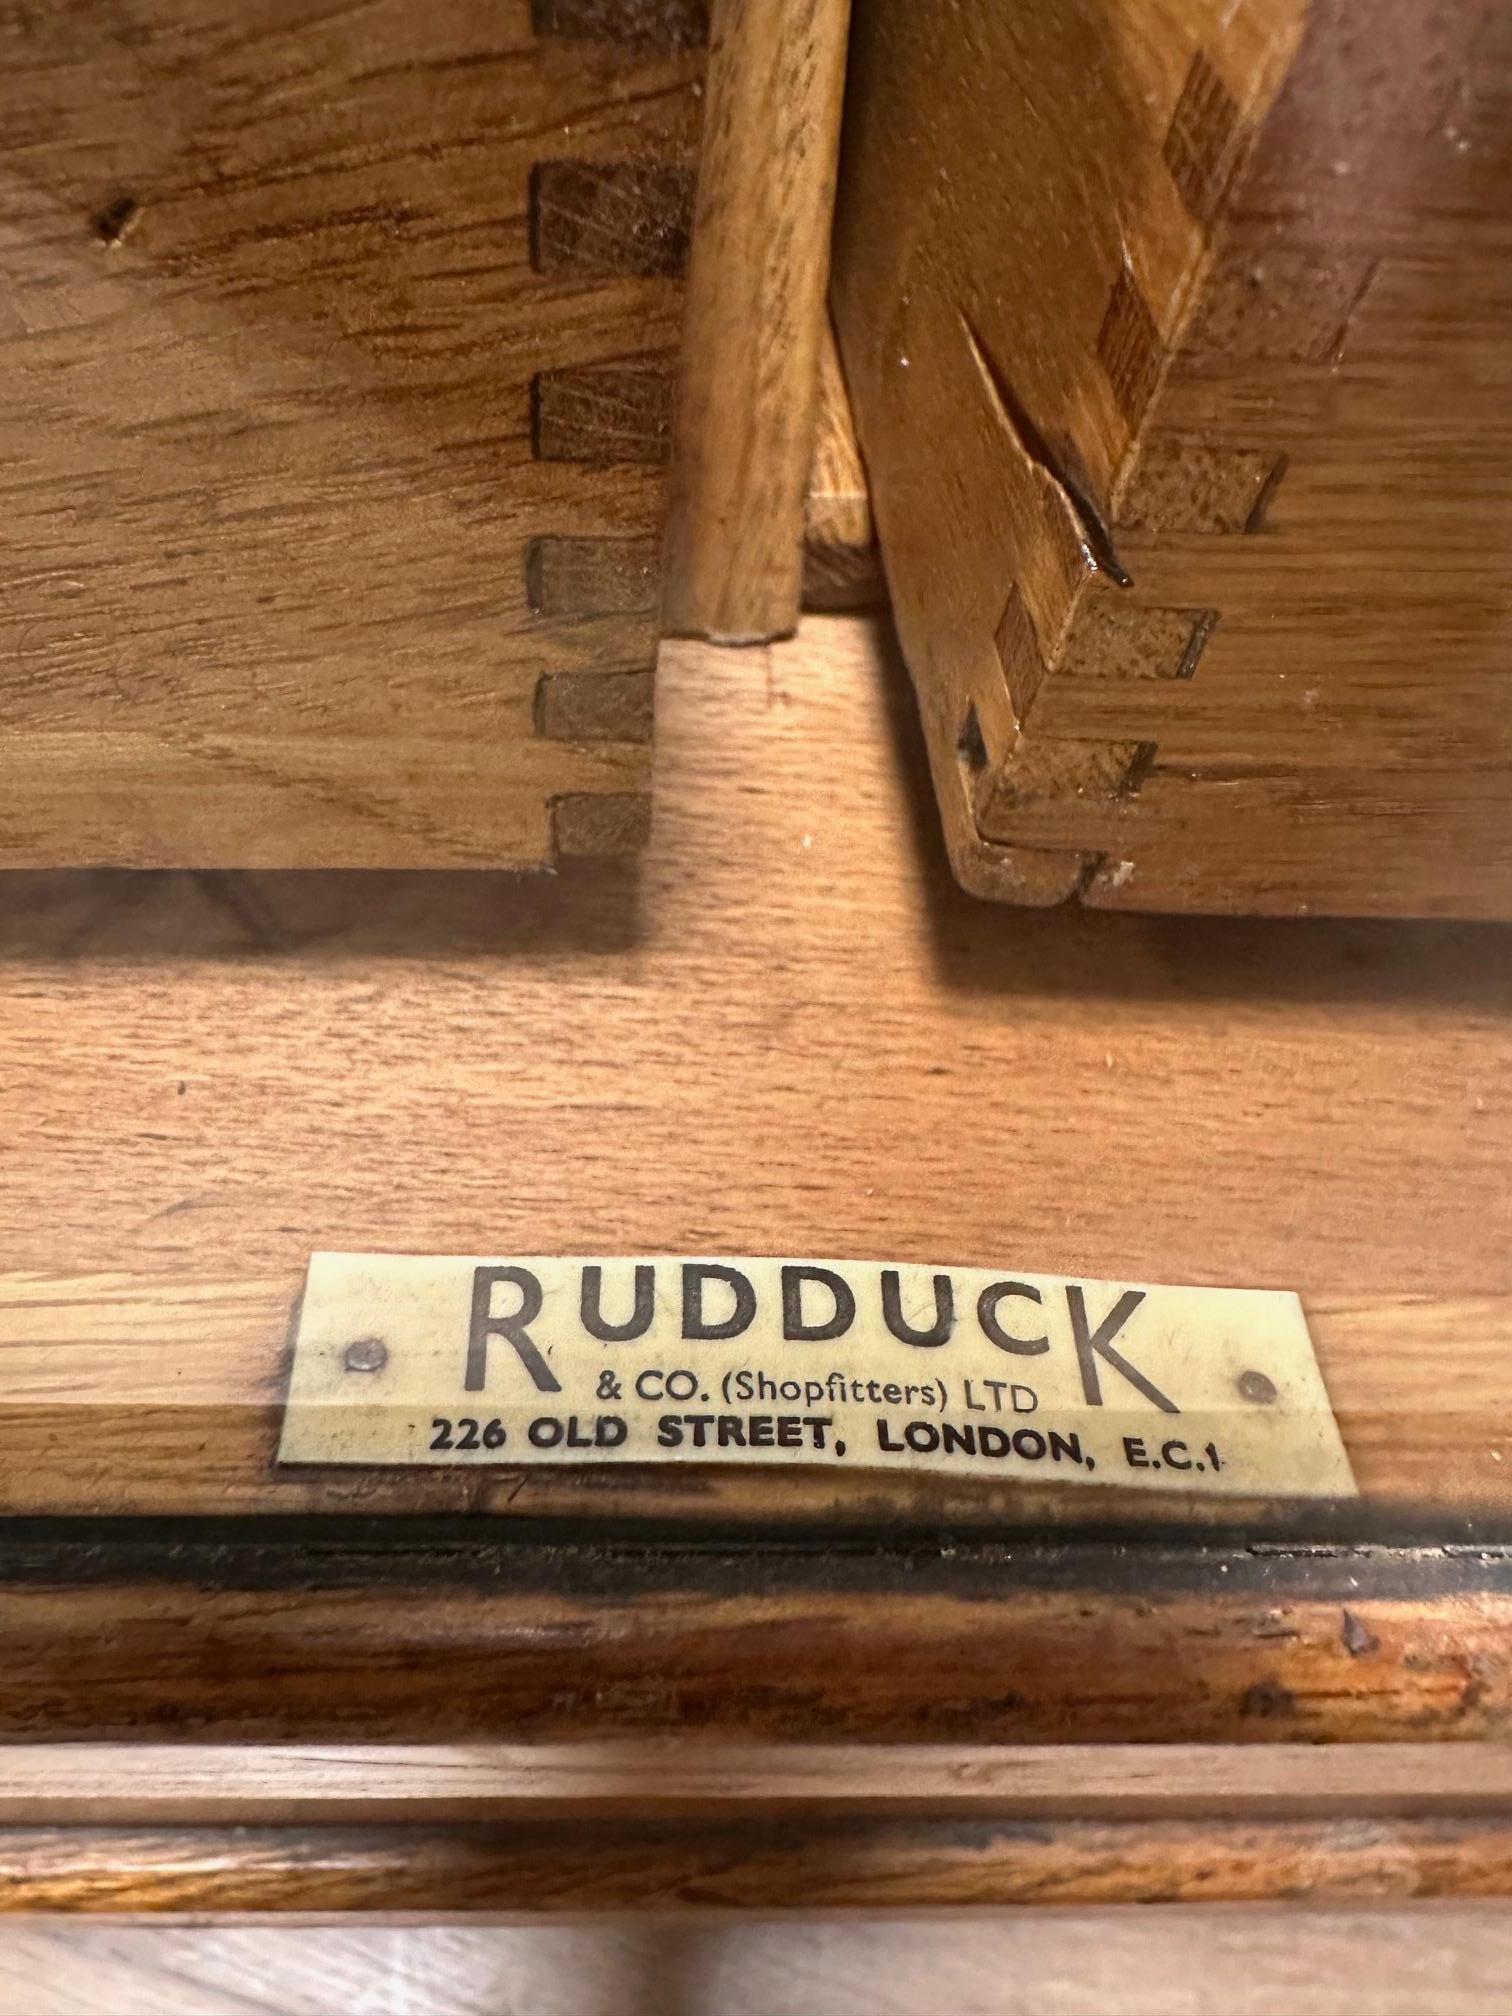 RUDDUCK
& CO. (Shopfitters) LTD
226 OLD STREET, LONDON, E.C.1